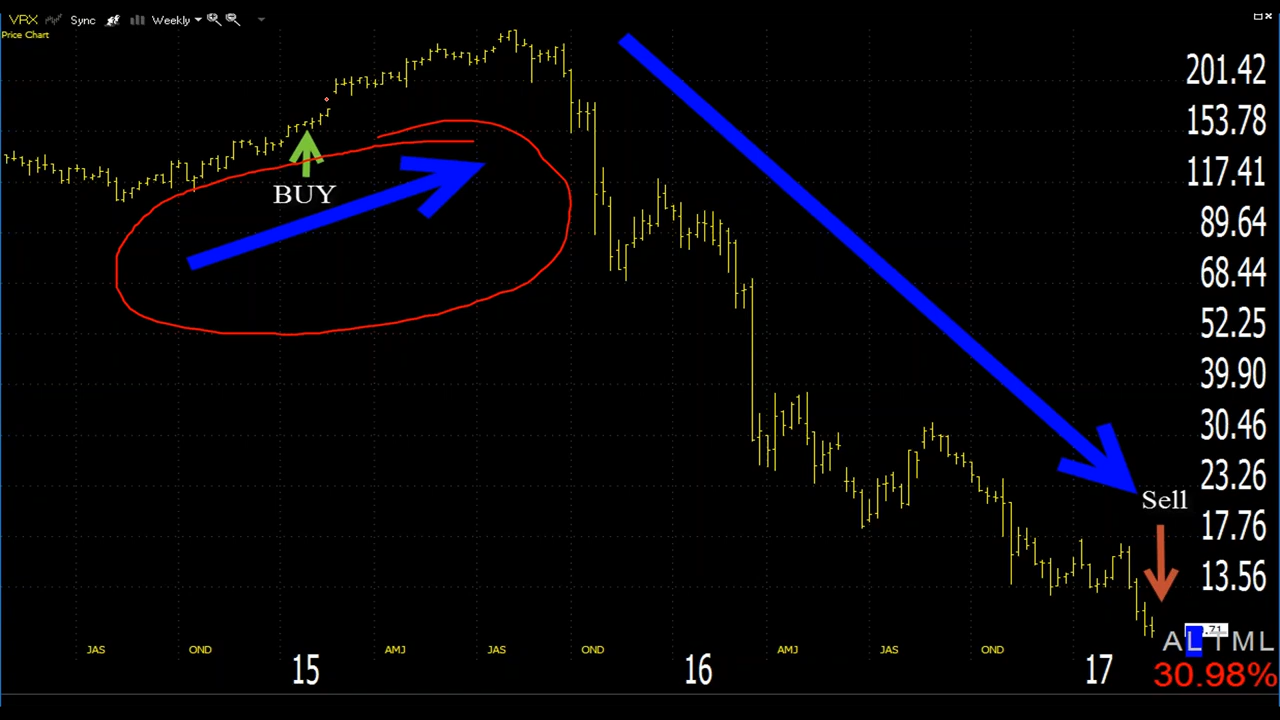 VRX Sync Weekly
Price Chart
201.42
153.78
117.41
BUY
89.64
68.44
52.25
39.90
30.46
23.26
Sell
17.76
13.56
.71
ALTML
JAS OND AMJ JAS OND AMJ JAS OND
15 16 17
30.98%